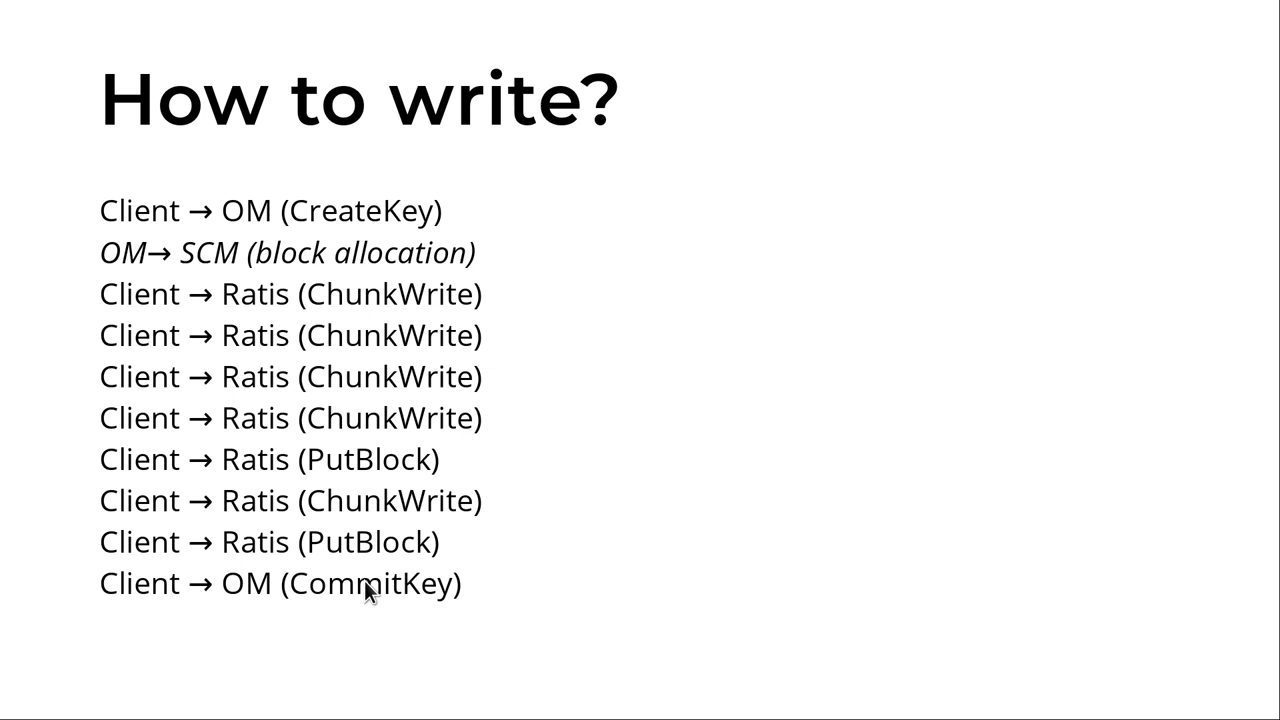 How to write?
Client → OM (CreateKey)
OM→ SCM (block allocation)
Client → Ratis (ChunkWrite)
Client → Ratis (ChunkWrite)
Client → Ratis (ChunkWrite)
Client → Ratis (ChunkWrite)
Client → Ratis (PutBlock)
Client → Ratis (ChunkWrite)
Client → Ratis (PutBlock)
Client → OM (CommitKey)